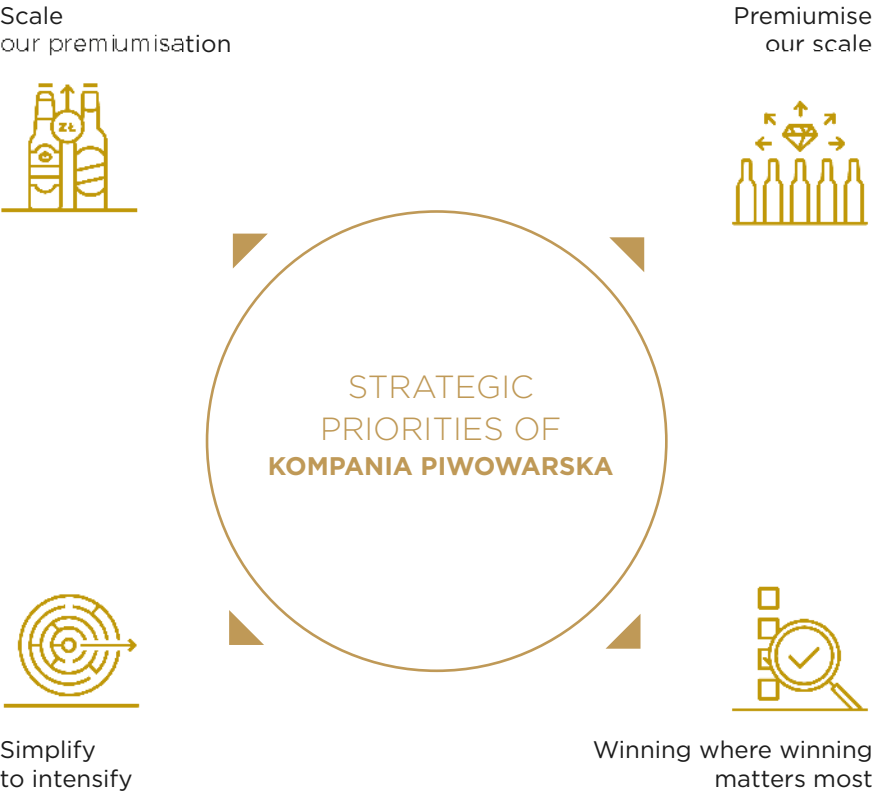 Scale
our premiumisation
Premiumise
our scale
ZŁ
STRATEGIC
PRIORITIES OF
KOMPANIA PIWOWARSKA
Simplify
to intensify
Winning where winning
matters most